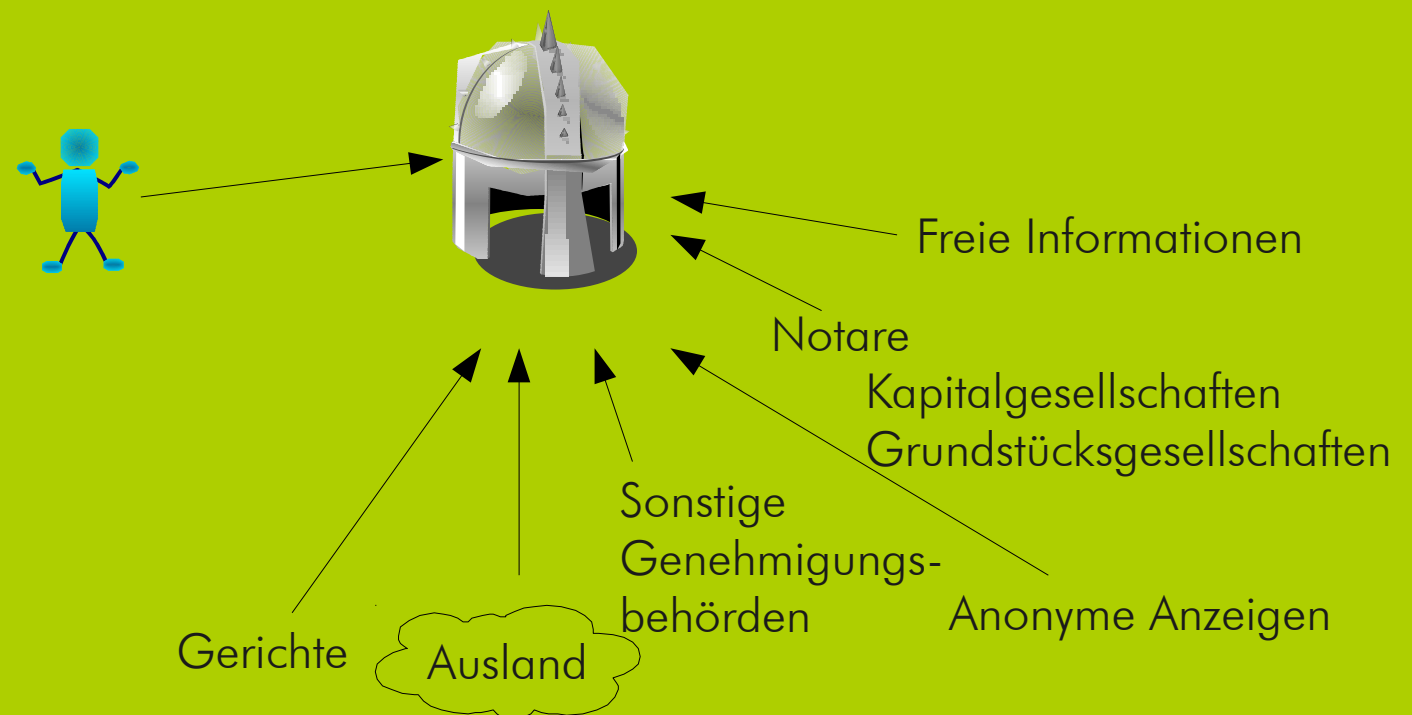 Freie Informationen
Notare
Kapitalgesellschaften
Grundstücksgesellschaften
Sonstige
Genehmigungs-
behörden
Anonyme Anzeigen
Gerichte
Ausland